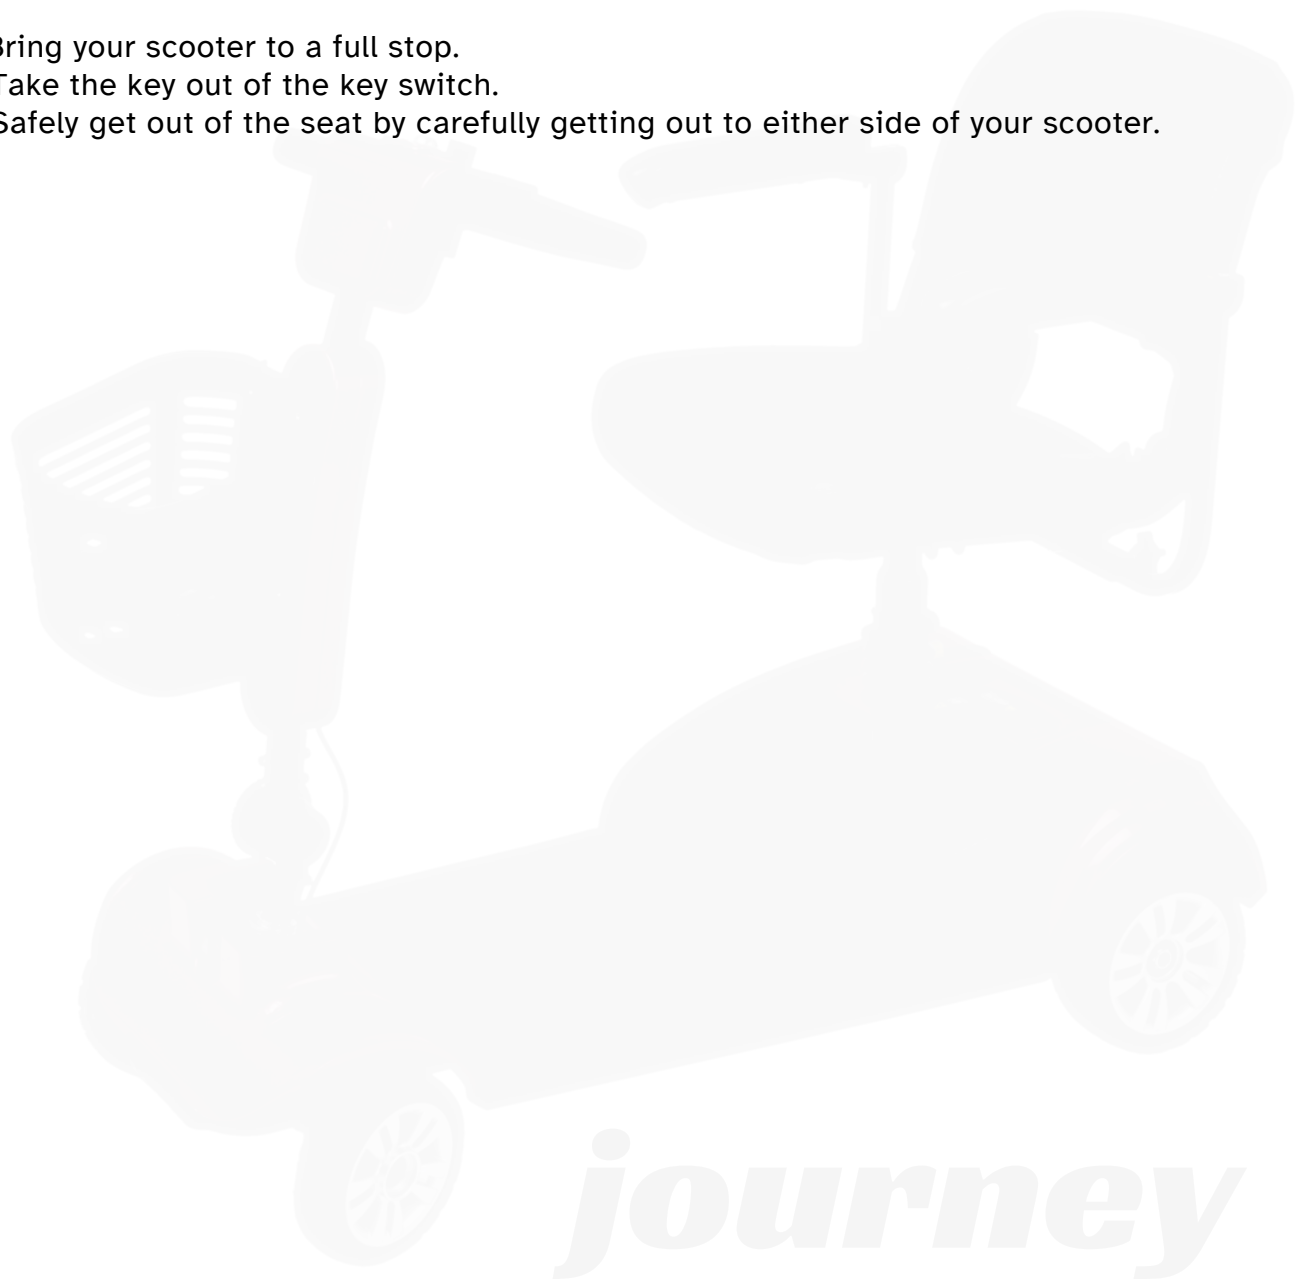 Bring your scooter to a full stop.
Take the key out of the key switch.
Safely get out of the seat by carefully getting out to either side of your scooter.
journey